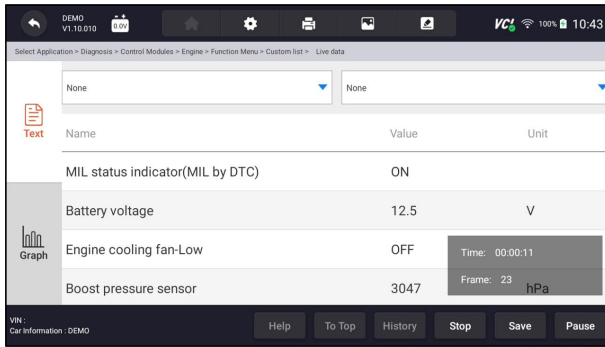 DEMO
V1.10.010
0.0V
VCI
100%
10:43
Select Application > Diagnosis > Control Modules > Engine > Function Menu > Custom list > Live data
None
None
Text
Name Value Unit
MIL status indicator(MIL by DTC) ON
Battery voltage 12.5 V
Graph
Engine cooling fan-Low OFF
Time: 00:00:11
Frame: 23
Boost pressure sensor 3047 hPa
VIN :
Car Information : DEMO
Help To Top History Stop Save Pause